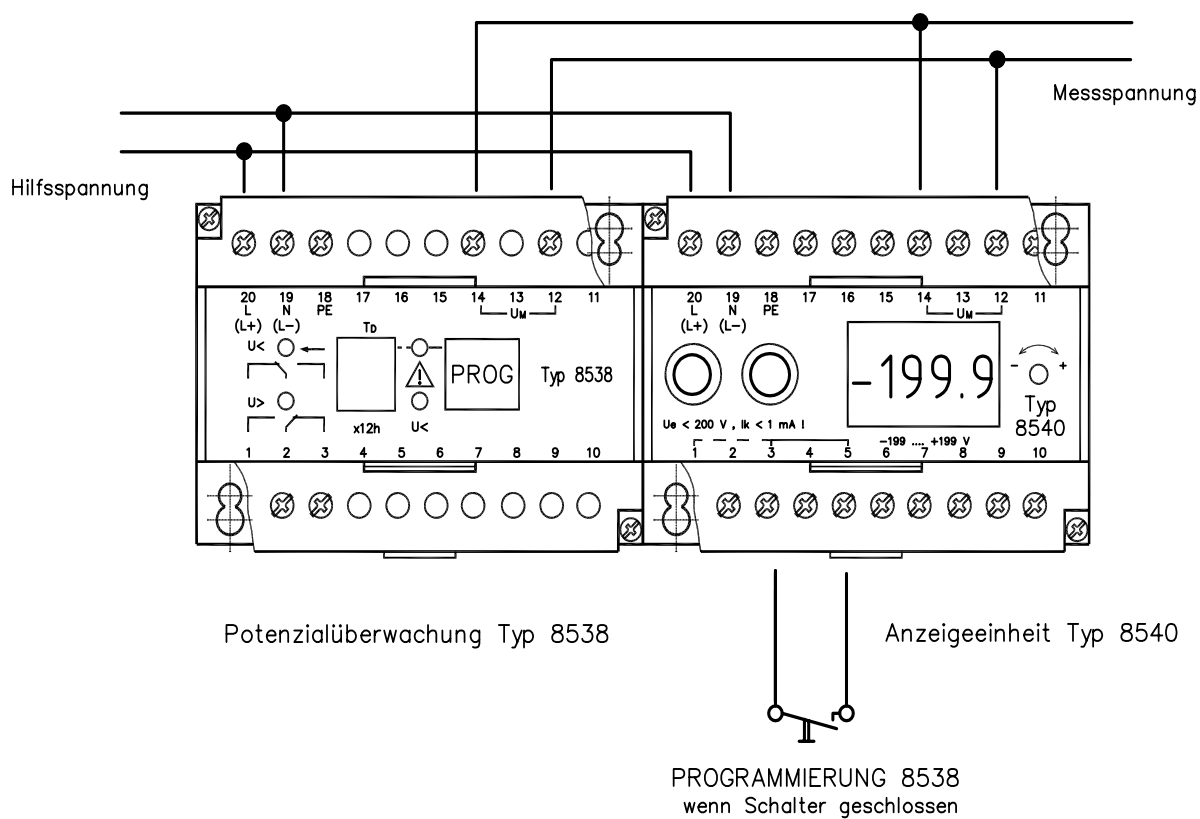 Messspannung
Hilfsspannung
20 19 18 17 16 15 14 13 12 11
L N PE UM
(L+) (L-)
U< TD
PROG Typ 8538
U>
x12h U<
1 2 3 4 5 6 7 8 9 10
20 19 18 17 16 15 14 13 12 11
L N PE UM
(L+) (L-)
-199.9
- +
Typ
8540
Ue < 200 V , Ik < 1 mA !
-199 .... +199 V
1 2 3 4 5 6 7 8 9 10
Potenzialüberwachung Typ 8538
Anzeigeeinheit Typ 8540
PROGRAMMIERUNG 8538
wenn Schalter geschlossen